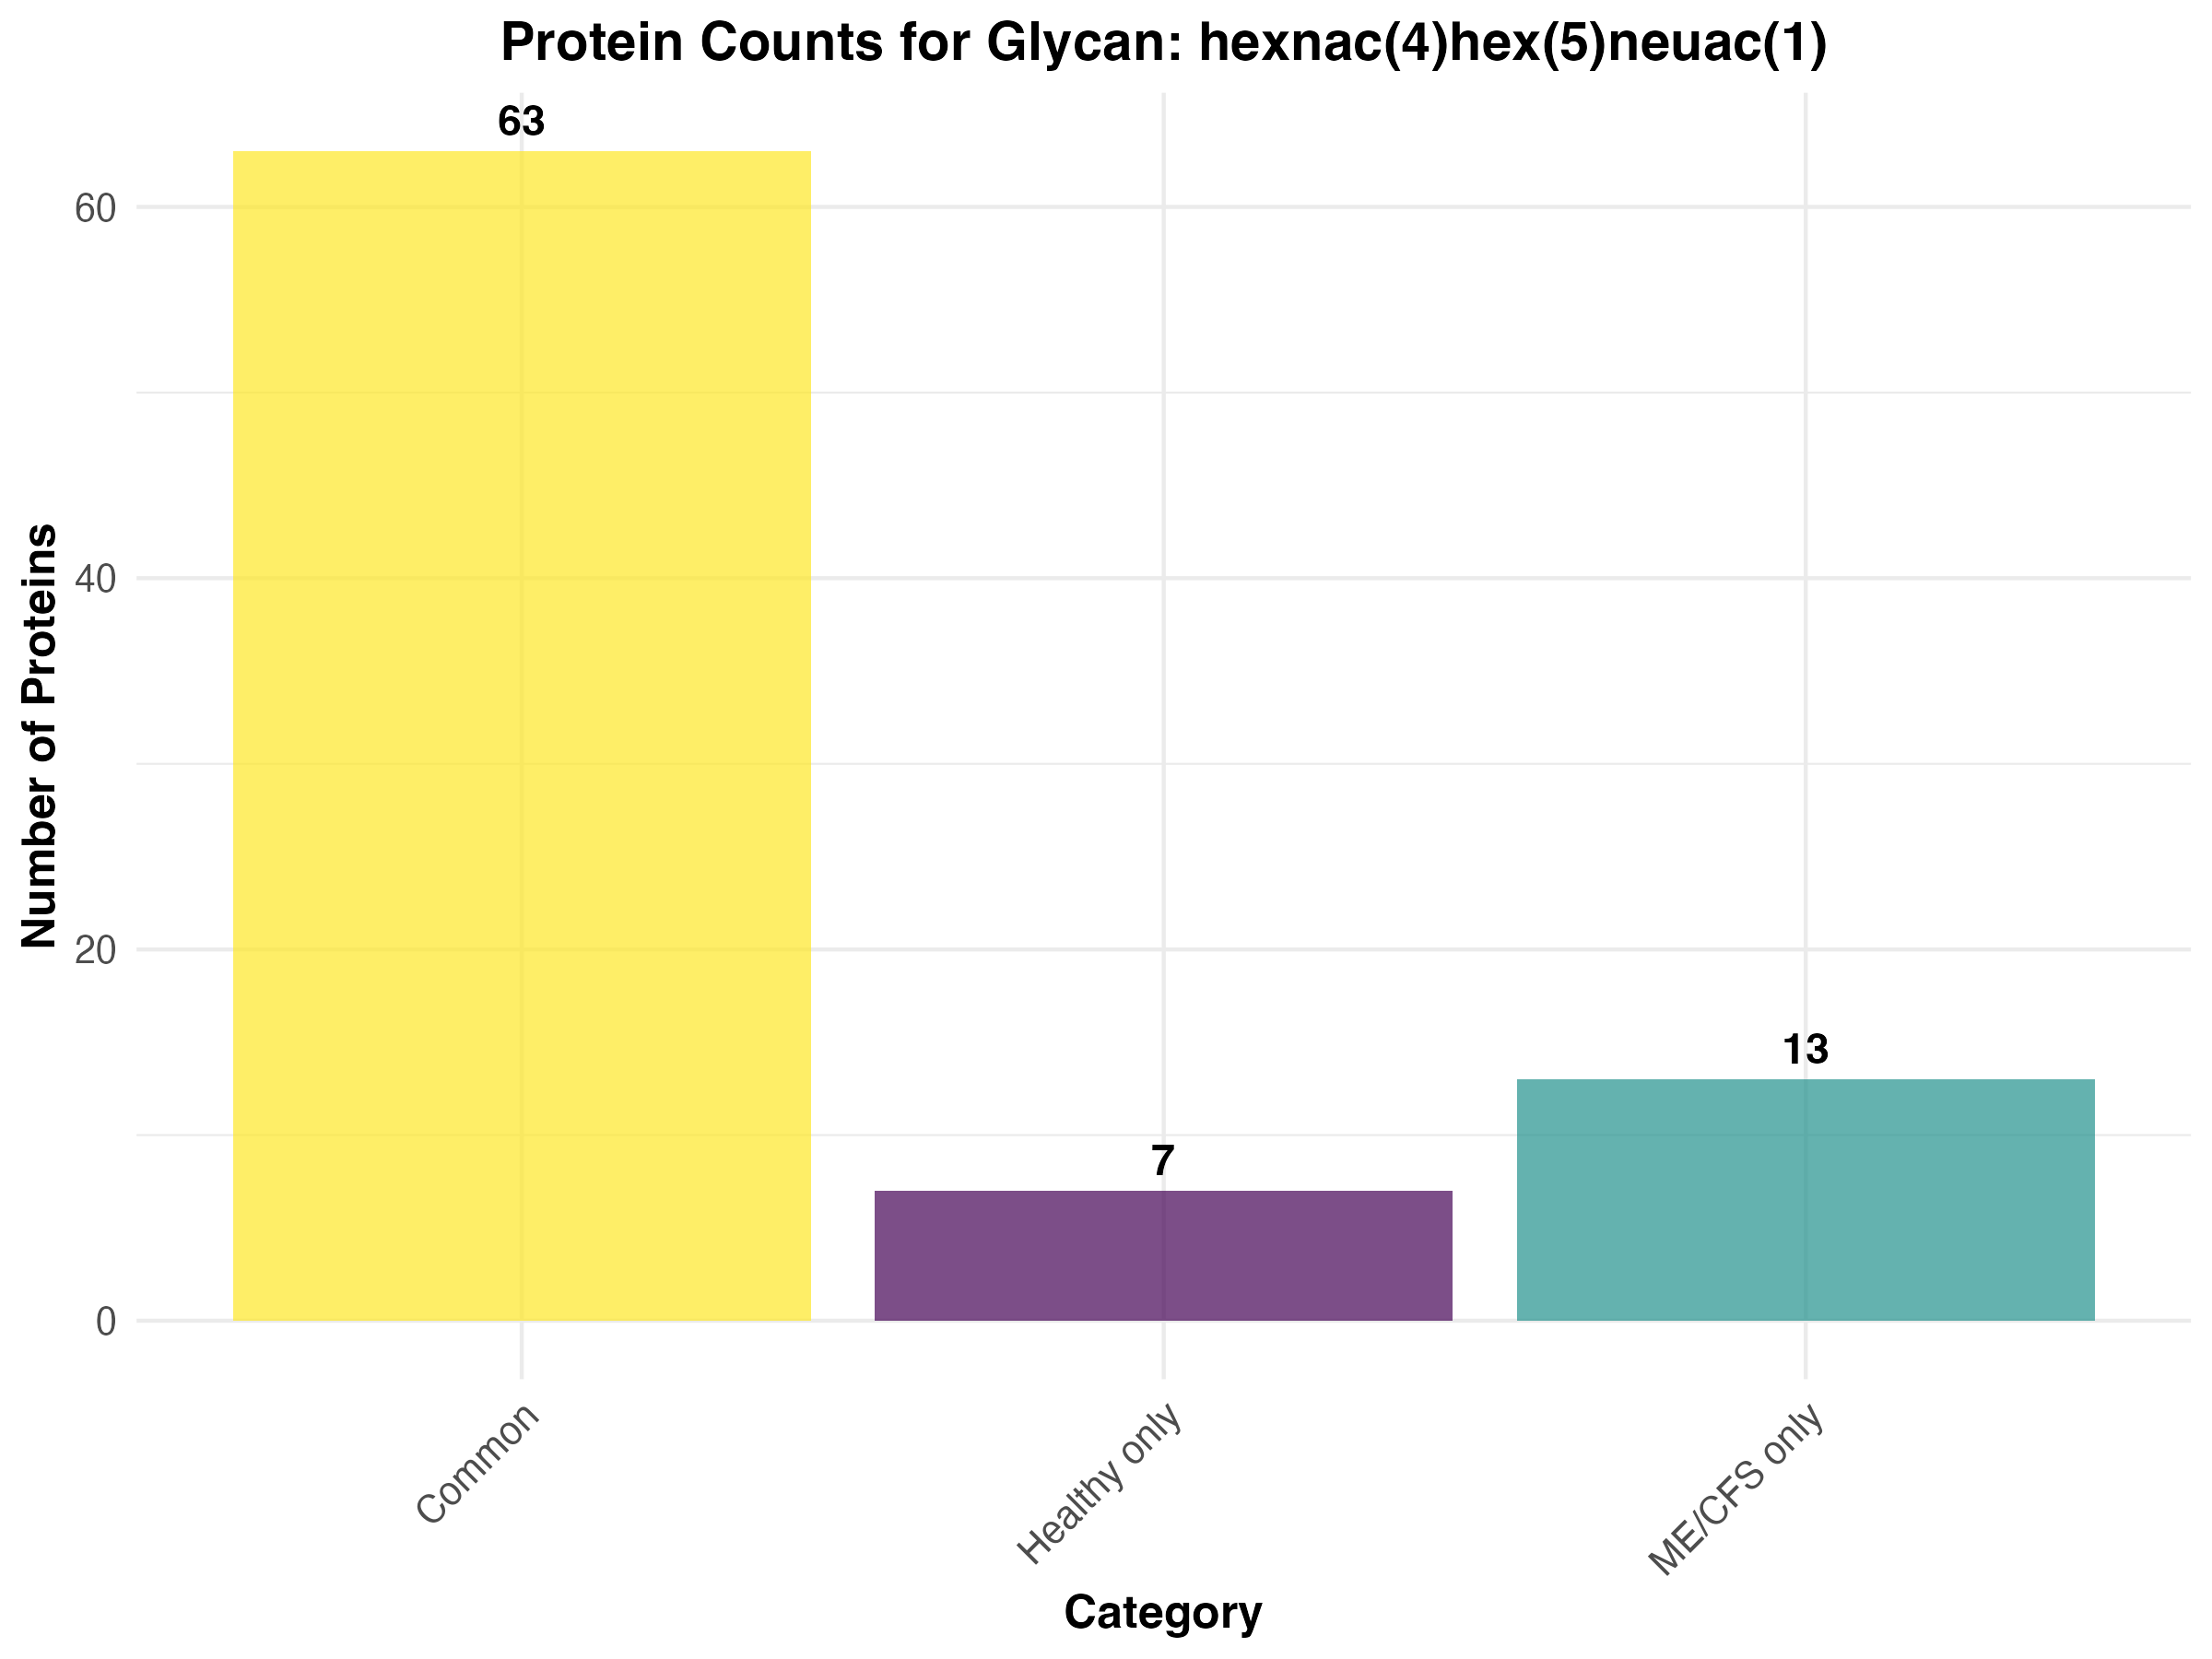 Protein Counts for Glycan: hexnac(4)hex(5)neuac(1)
63
60
40
20
0
Number of Proteins
7
13
Common
Healthy only
ME/CFS only
Category